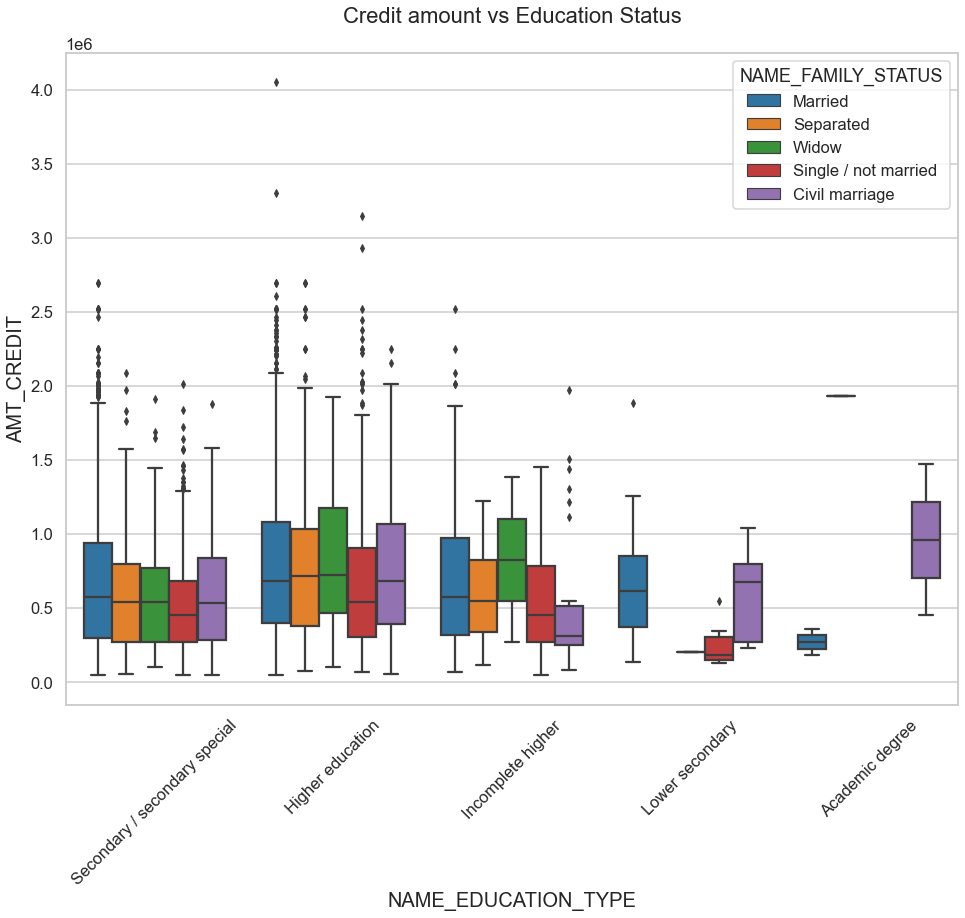 Credit amount vs Education Status
1e6
4.0
3.5
3.0
2.5
2.0
1.5
1.0
0.5
0.0
AMT_CREDIT
NAME_FAMILY_STATUS
Married
Separated
Widow
Single / not married
Civil marriage
Secondary / secondary special
Higher education
Incomplete higher
Lower secondary
Academic degree
NAME_EDUCATION_TYPE